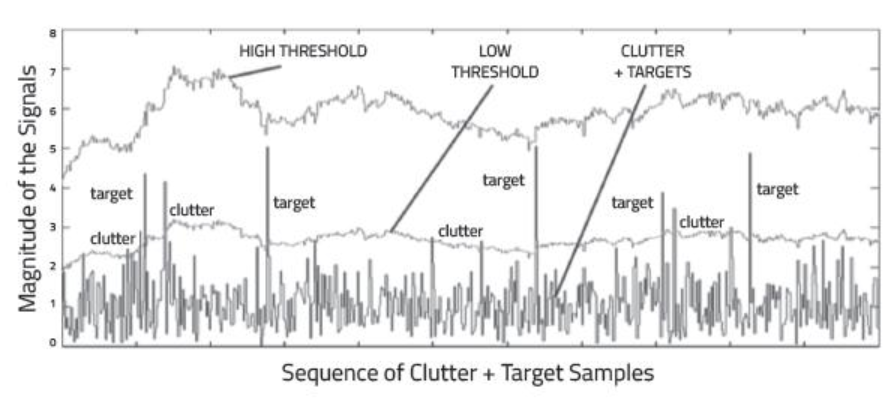 8
7
6
5
4
3
2
1
0
Magnitude of the Signals
HIGH THRESHOLD
LOW
THRESHOLD
CLUTTER
+ TARGETS
target
clutter
clutter
target
clutter
target
target
clutter
target
Sequence of Clutter + Target Samples